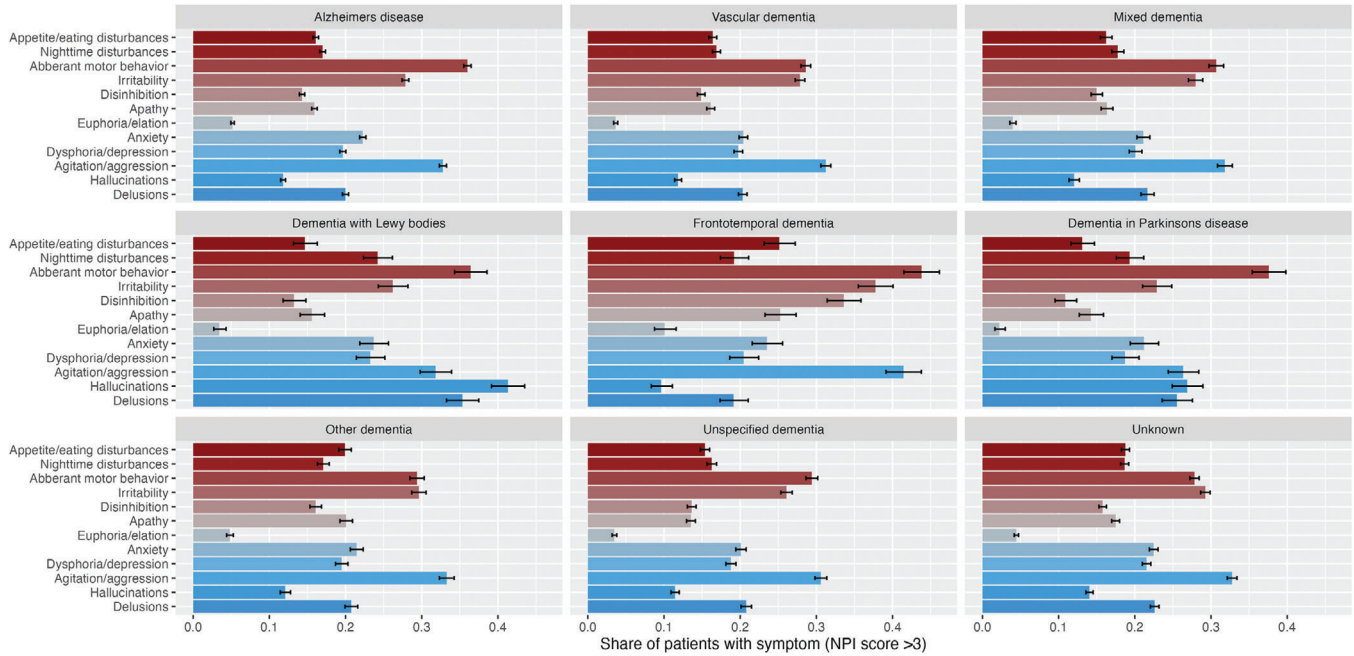 Alzheimers disease
Vascular dementia
Mixed dementia
Appetite/eating disturbances
Nighttime disturbances
Abberant motor behavior
Irritability
Disinhibition
Apathy
Euphoria/elation
Anxiety
Dysphoria/depression
Agitation/aggression
Hallucinations
Delusions
Dementia with Lewy bodies
Frontotemporal dementia
Dementia in Parkinsons disease
Appetite/eating disturbances
Nighttime disturbances
Abberant motor behavior
Irritability
Disinhibition
Apathy
Euphoria/elation
Anxiety
Dysphoria/depression
Agitation/aggression
Hallucinations
Delusions
Other dementia
Unspecified dementia
Unknown
Appetite/eating disturbances
Nighttime disturbances
Abberant motor behavior
Irritability
Disinhibition
Apathy
Euphoria/elation
Anxiety
Dysphoria/depression
Agitation/aggression
Hallucinations
Delusions
0.0 0.1 0.2 0.3 0.4 0.0 0.1 0.2 0.3 0.4 0.0 0.1 0.2 0.3 0.4
Share of patients with symptom (NPI score >3)